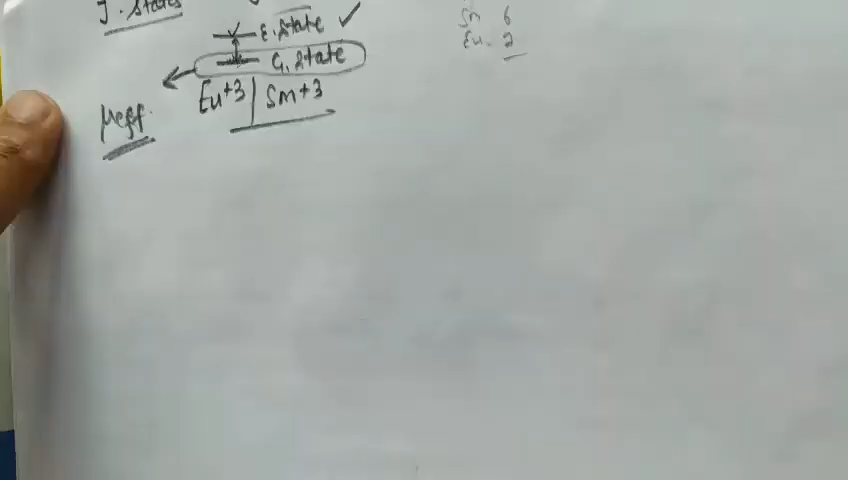 J. States
E. State ✓
G. State
Eu+3 | Sm+3
μeff.
Sm 6
Eu. 7